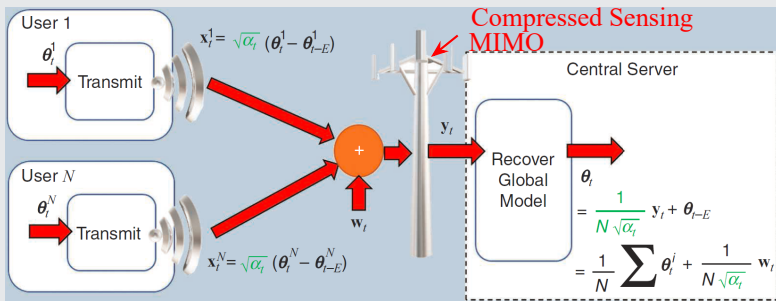 User 1
θ_t^1
Transmit
x_t^1 = √α_t (θ_t^1 − θ_{t−E}^1)
Compressed Sensing
MIMO
Central Server
+
w_t
y_t
Recover
Global
Model
θ_t
= 1/(N√α_t) y_t + θ_{t−E}
= 1/N ∑ θ_t^i + 1/(N√α_t) w_t
User N
θ_t^N
Transmit
x_t^N = √α_t (θ_t^N − θ_{t−E}^N)